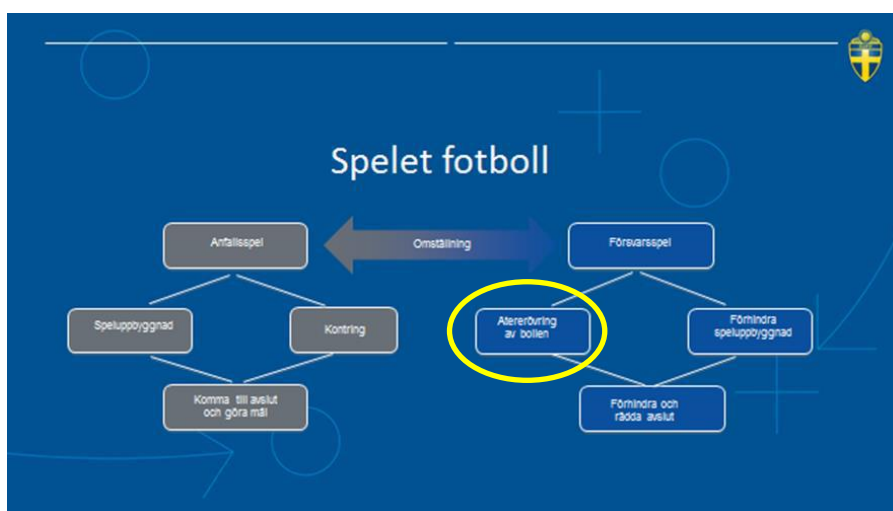 Spelet fotboll
Anfallsspel
Omställning
Försvarsspel
Speluppbyggnad
Kontring
Återerövring
av bollen
Förhindra
speluppbyggnad
Komma till avslut
och göra mål
Förhindra och
rädda avslut